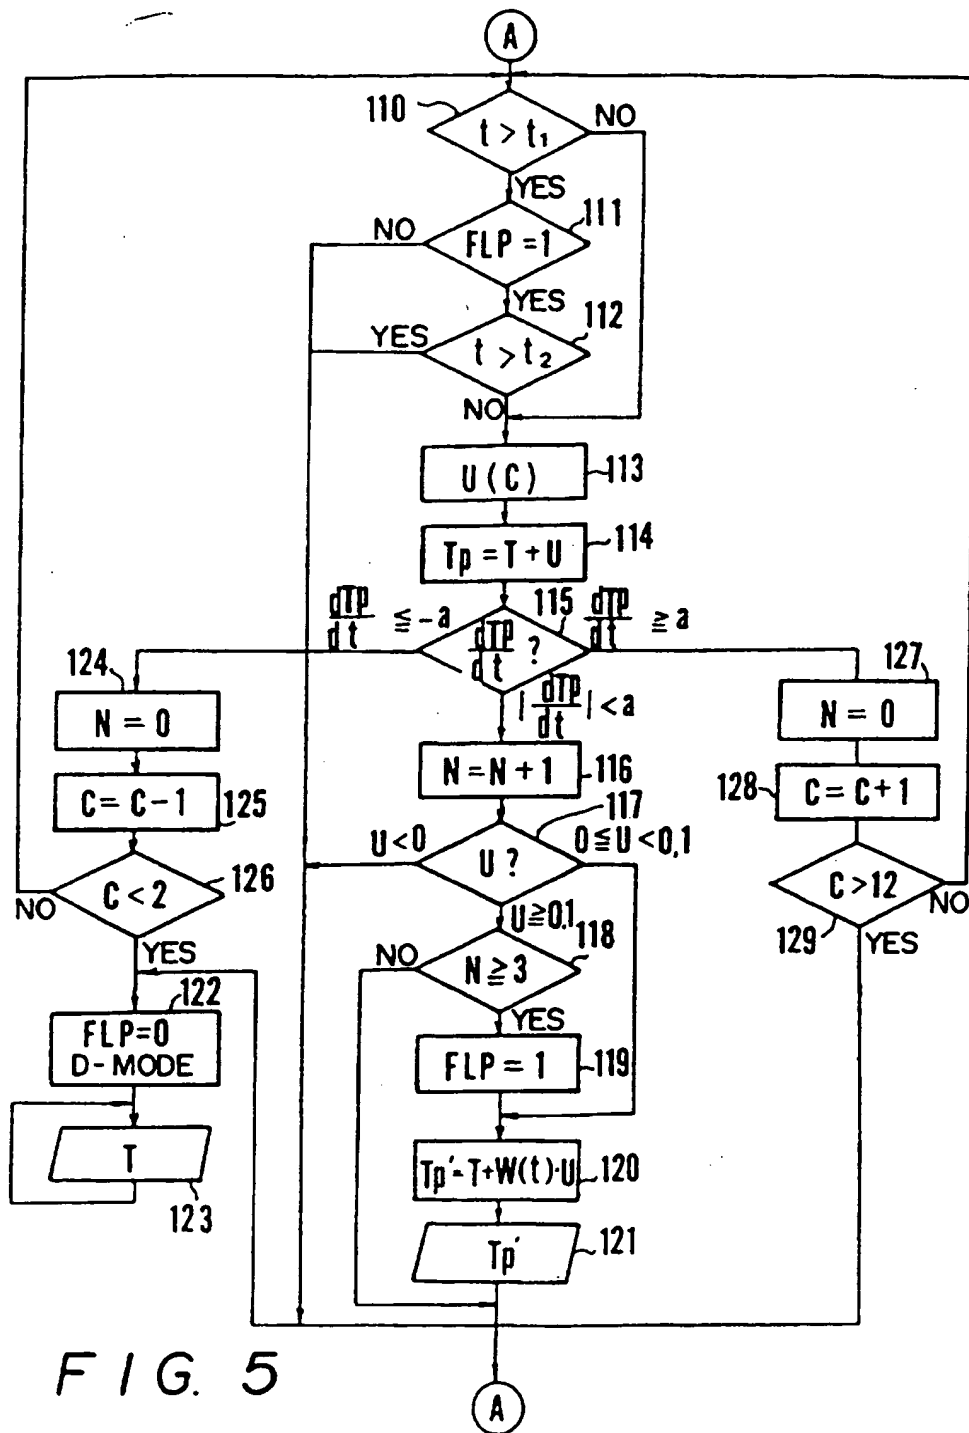 A
110
t > t₁
NO
YES
111
NO
FLP = 1
YES
112
YES
t > t₂
NO
U ( C )
113
Tp = T + U
114
dTp/dt ≦ -a
115
dTp/dt ≧ a
dTp/dt ?
124
127
| dTp/dt | < a
N = 0
N = 0
N = N + 1
116
C = C - 1
125
128
C = C + 1
117
U < 0
0 ≦ U < 0,1
U ?
C < 2
126
C > 12
NO
NO
129
YES
U ≧ 0.1
118
YES
NO
N ≧ 3
122
YES
FLP = 0
D-MODE
FLP = 1
119
T
Tp' = T + W(t)·U
120
123
Tp'
121
FIG. 5
A